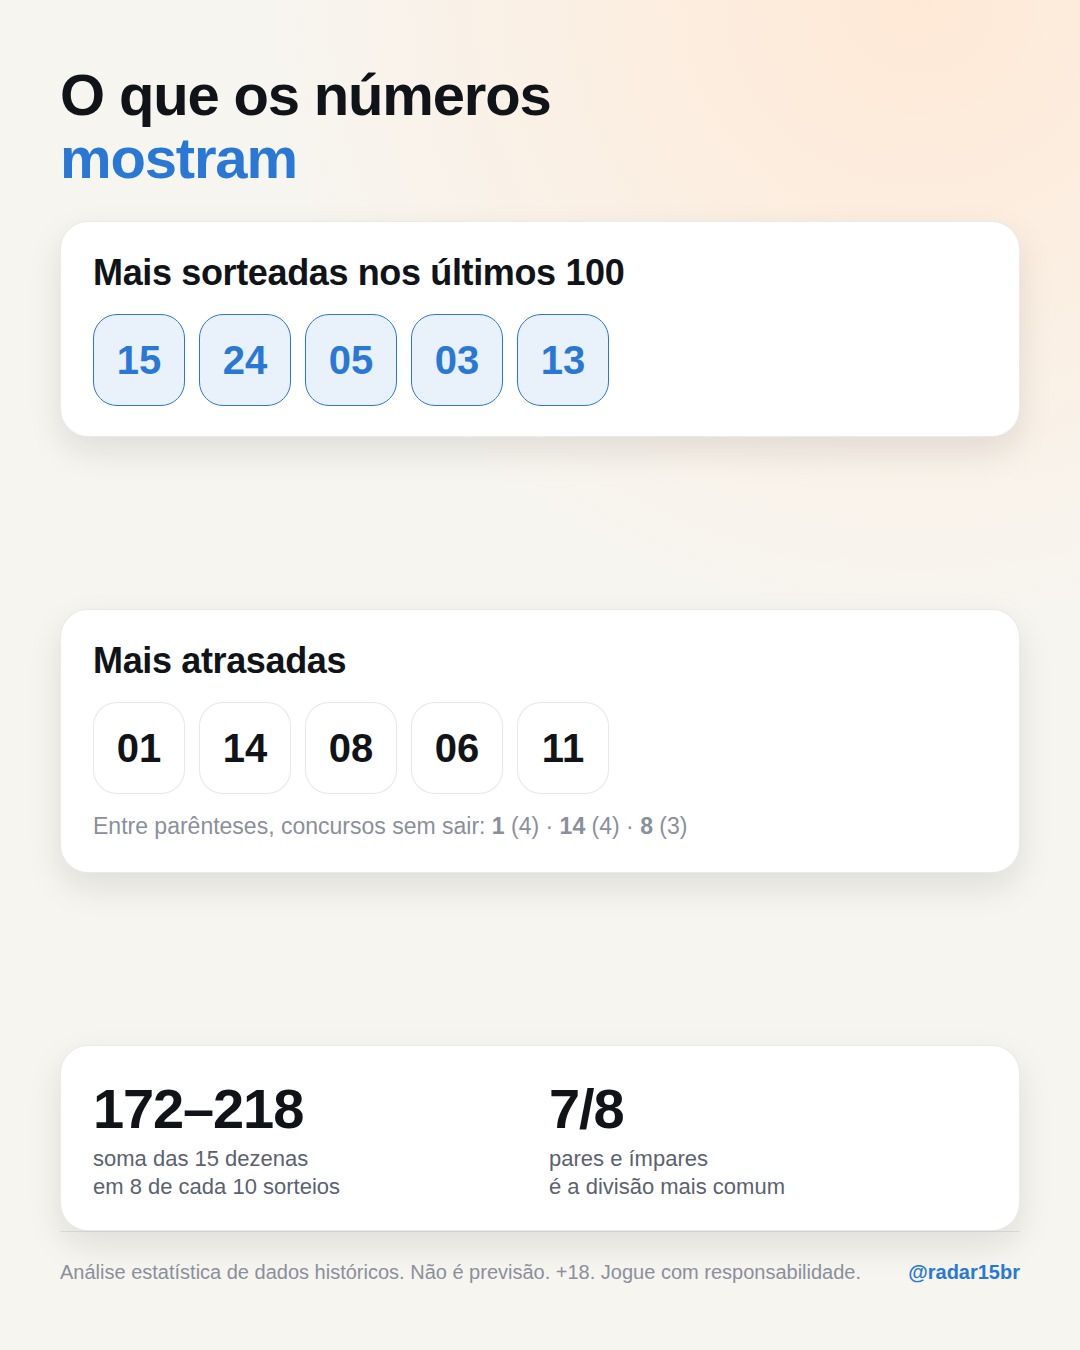 O que os números
mostram
Mais sorteadas nos últimos 100
15 24 05 03 13
Mais atrasadas
01 14 08 06 11
Entre parênteses, concursos sem sair: 1 (4) · 14 (4) · 8 (3)
172–218
soma das 15 dezenas
em 8 de cada 10 sorteios
7/8
pares e ímpares
é a divisão mais comum
Análise estatística de dados históricos. Não é previsão. +18. Jogue com responsabilidade. @radar15br